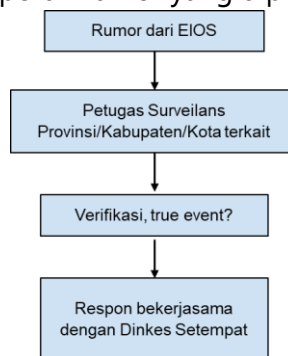 Rumor dari EIOS
Petugas Surveilans
Provinsi/Kabupaten/Kota terkait
Verifikasi, true event?
Respon bekerjasama
dengan Dinkes Setempat